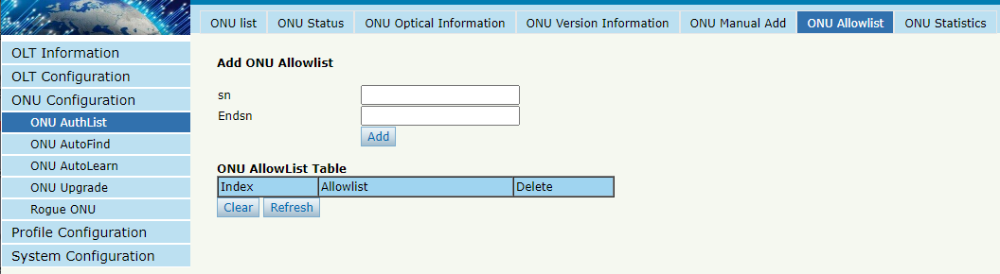 ONU list ONU Status ONU Optical Information ONU Version Information ONU Manual Add ONU Allowlist ONU Statistics
OLT Information
OLT Configuration
ONU Configuration
ONU AuthList
ONU AutoFind
ONU AutoLearn
ONU Upgrade
Rogue ONU
Profile Configuration
System Configuration
Add ONU Allowlist
sn
Endsn
Add
ONU AllowList Table
Index Allowlist Delete
Clear Refresh